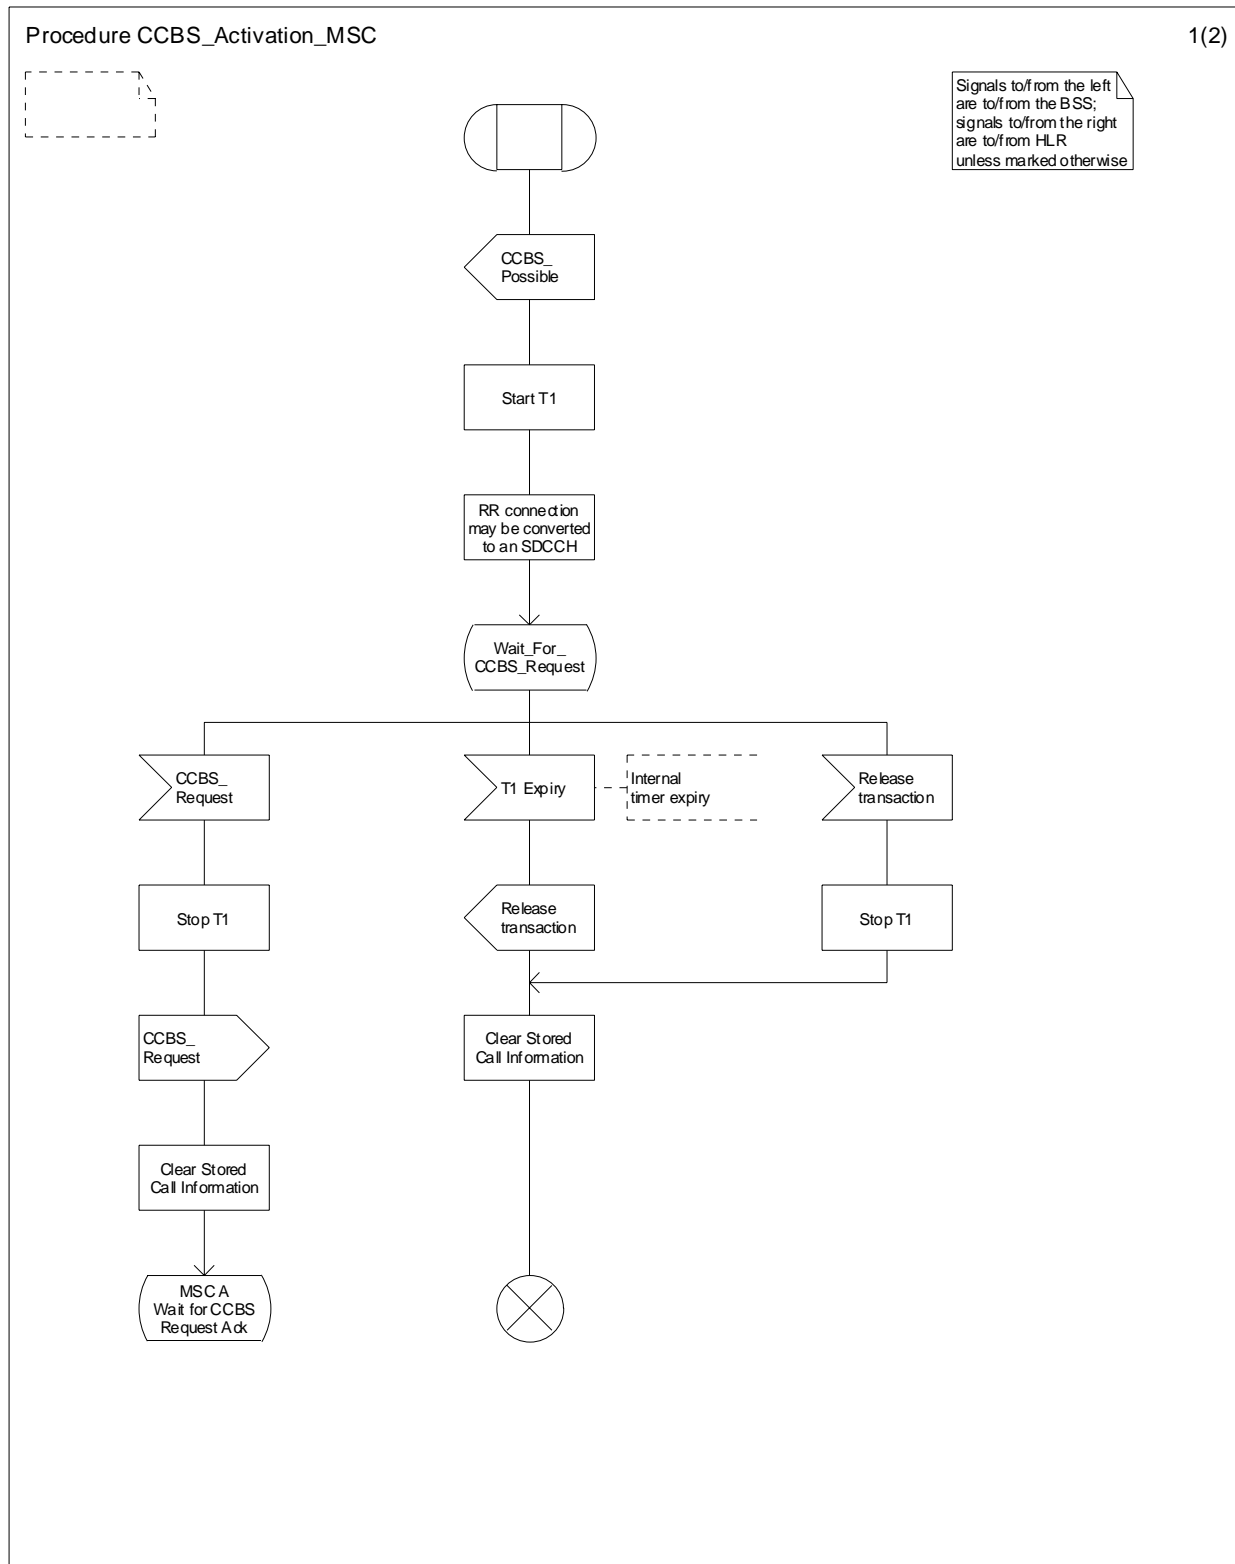 Procedure CCBS_Activation_MSC
1(2)
Signals to/from the left
are to/from the BSS;
signals to/from the right
are to/from HLR
unless marked otherwise
CCBS_
Possible
Start T1
RR connection
may be converted
to an SDCCH
Wait_For_
CCBS_Request
CCBS_
Request
T1 Expiry
Internal
timer expiry
Release
transaction
Stop T1
Release
transaction
Stop T1
CCBS_
Request
Clear Stored
Call Information
Clear Stored
Call Information
MSC A
Wait for CCBS
Request Ack